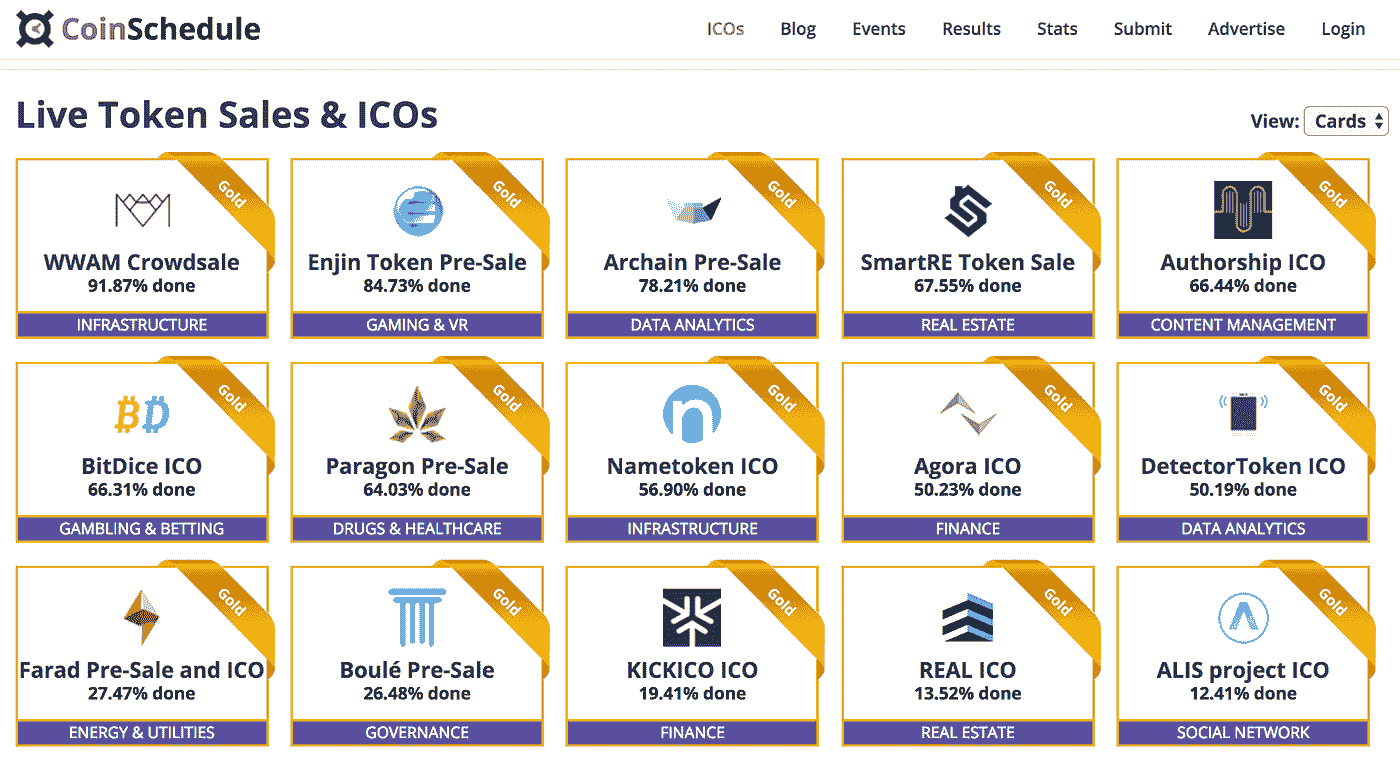 CoinSchedule
ICOs Blog Events Results Stats Submit Advertise Login
Live Token Sales & ICOs
View: Cards
Gold Gold Gold Gold Gold
WWAM Crowdsale Enjin Token Pre-Sale Archain Pre-Sale SmartRE Token Sale Authorship ICO
91.87% done 84.73% done 78.21% done 67.55% done 66.44% done
INFRASTRUCTURE GAMING & VR DATA ANALYTICS REAL ESTATE CONTENT MANAGEMENT
Gold Gold Gold Gold Gold
BitDice ICO Paragon Pre-Sale Nametoken ICO Agora ICO DetectorToken ICO
66.31% done 64.03% done 56.90% done 50.23% done 50.19% done
GAMBLING & BETTING DRUGS & HEALTHCARE INFRASTRUCTURE FINANCE DATA ANALYTICS
Gold Gold Gold Gold Gold
Farad Pre-Sale and ICO Boulé Pre-Sale KICKICO ICO REAL ICO ALIS project ICO
27.47% done 26.48% done 19.41% done 13.52% done 12.41% done
ENERGY & UTILITIES GOVERNANCE FINANCE REAL ESTATE SOCIAL NETWORK